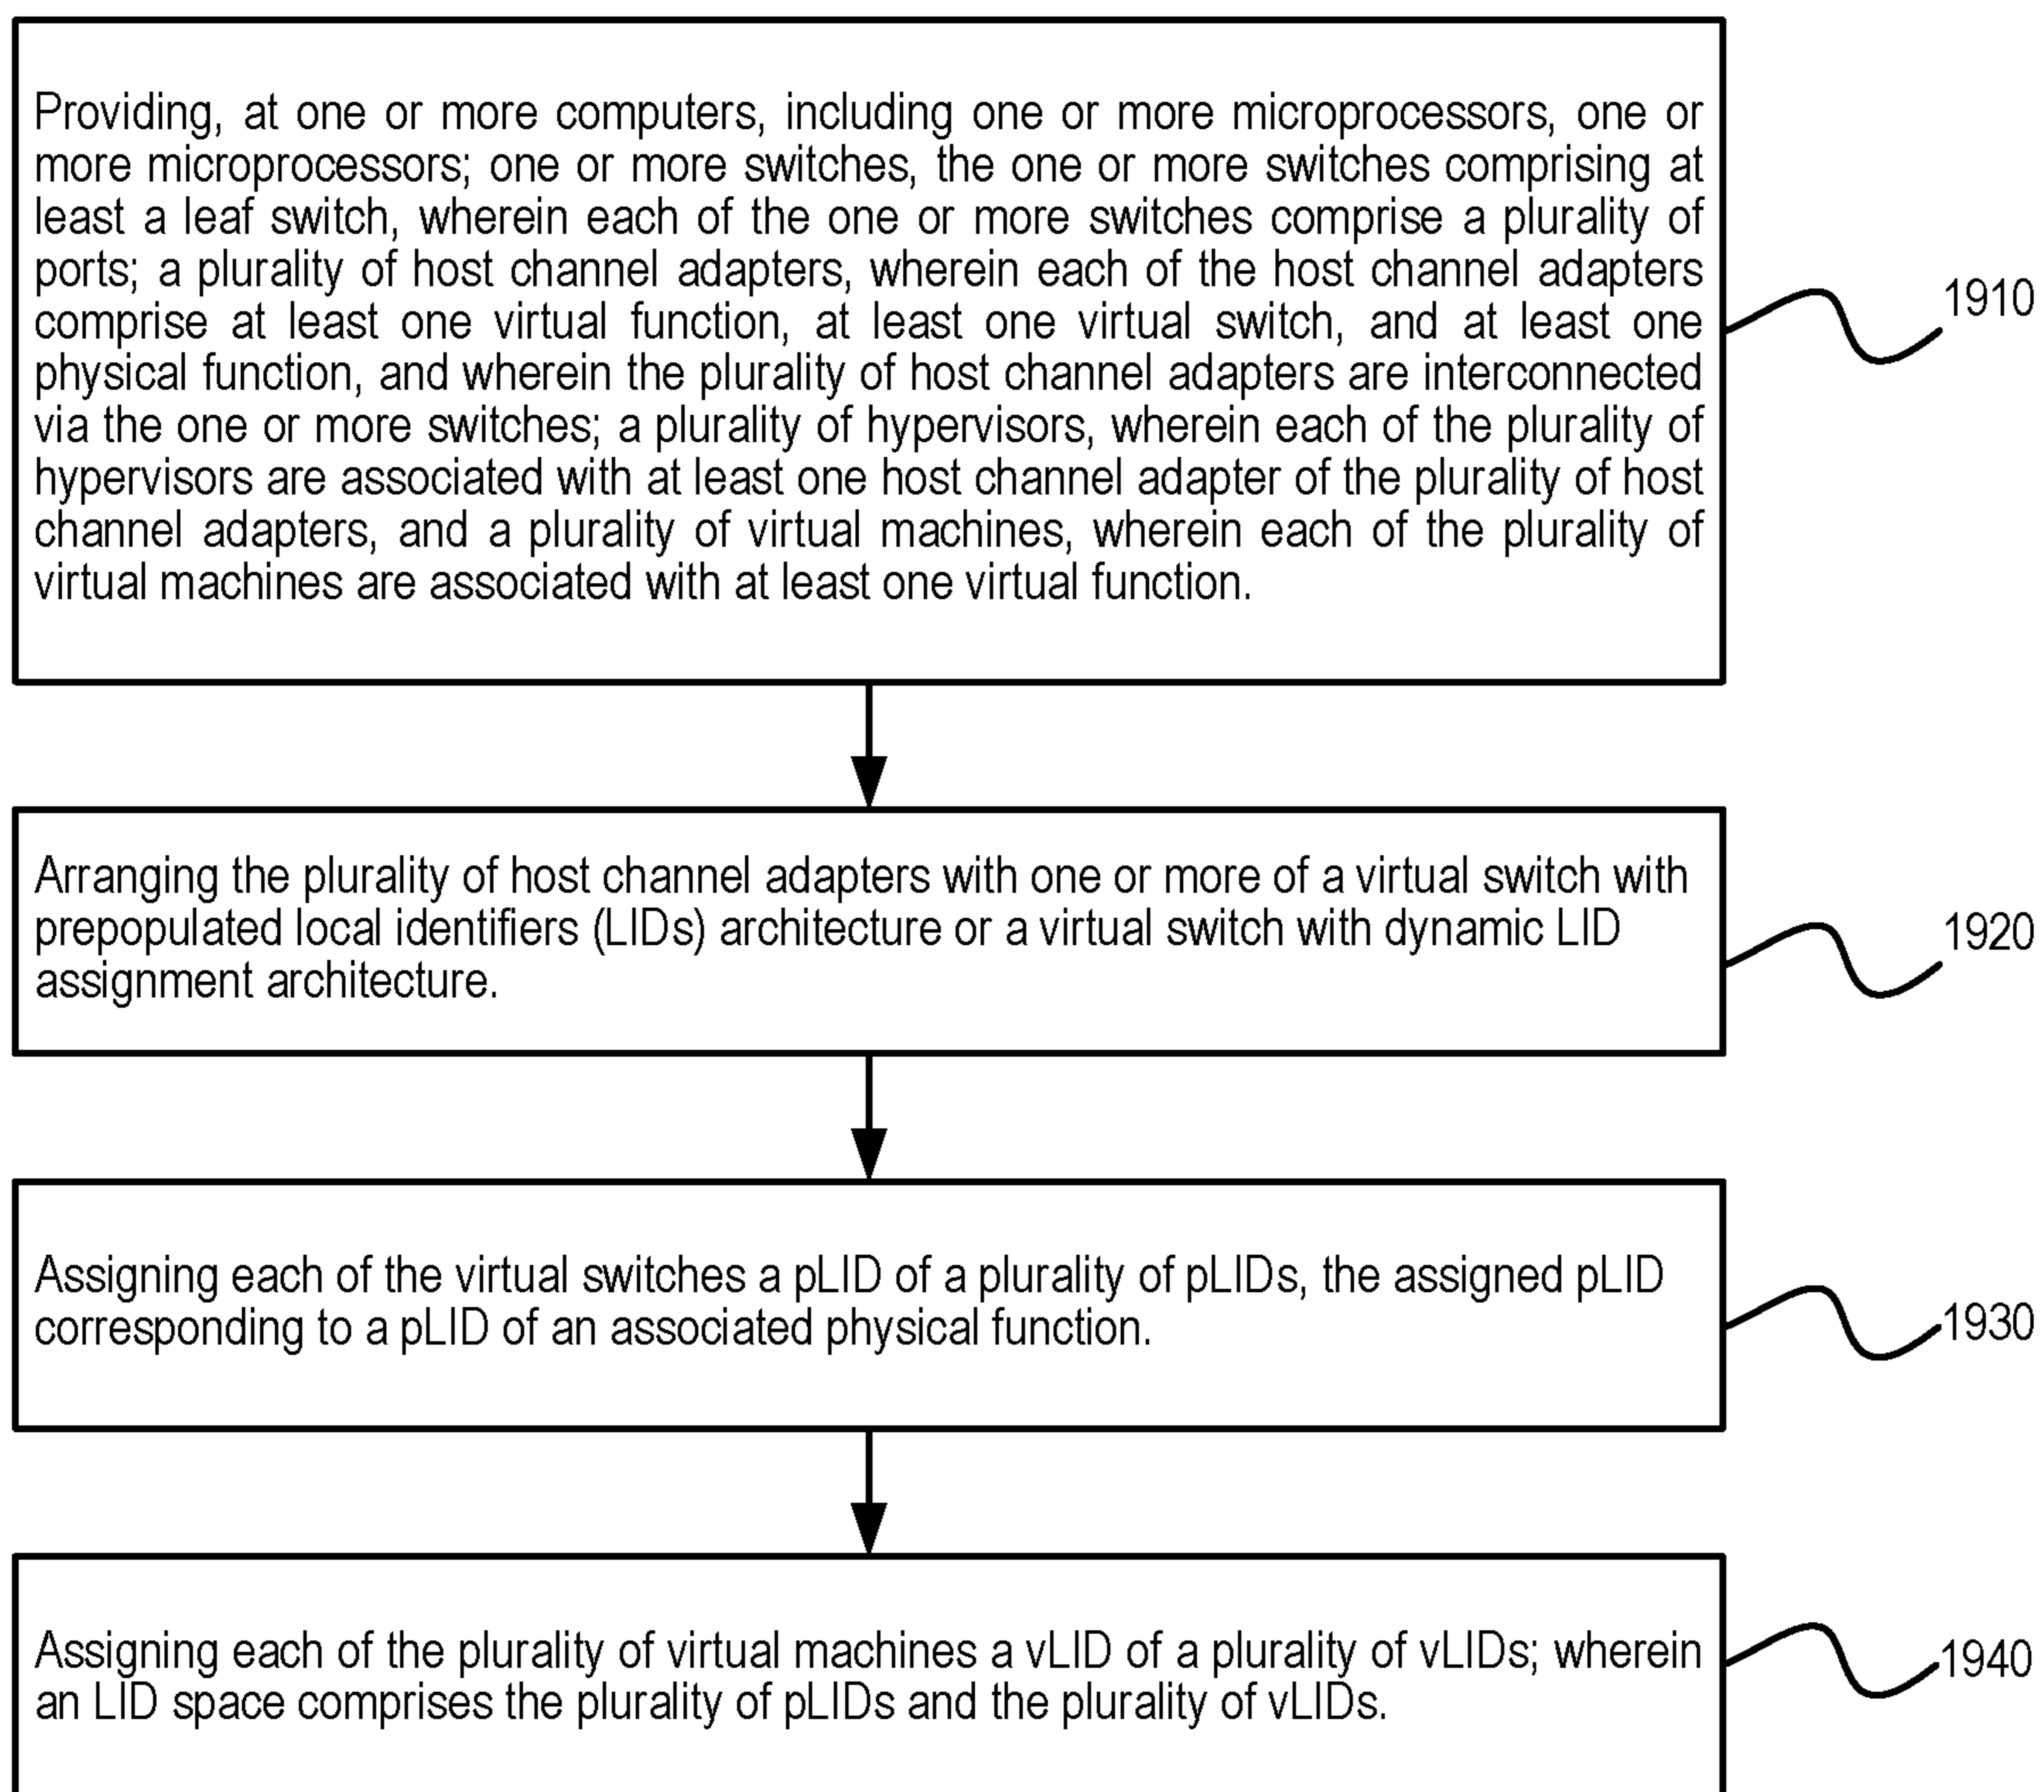 Providing, at one or more computers, including one or more microprocessors, one or
more microprocessors; one or more switches, the one or more switches comprising at
least a leaf switch, wherein each of the one or more switches comprise a plurality of
ports; a plurality of host channel adapters, wherein each of the host channel adapters
comprise at least one virtual function, at least one virtual switch, and at least one
physical function, and wherein the plurality of host channel adapters are interconnected
via the one or more switches; a plurality of hypervisors, wherein each of the plurality of
hypervisors are associated with at least one host channel adapter of the plurality of host
channel adapters, and a plurality of virtual machines, wherein each of the plurality of
virtual machines are associated with at least one virtual function.
1910
Arranging the plurality of host channel adapters with one or more of a virtual switch with
prepopulated local identifiers (LIDs) architecture or a virtual switch with dynamic LID
assignment architecture.
1920
Assigning each of the virtual switches a pLID of a plurality of pLIDs, the assigned pLID
corresponding to a pLID of an associated physical function.
1930
Assigning each of the plurality of virtual machines a vLID of a plurality of vLIDs; wherein
an LID space comprises the plurality of pLIDs and the plurality of vLIDs.
1940